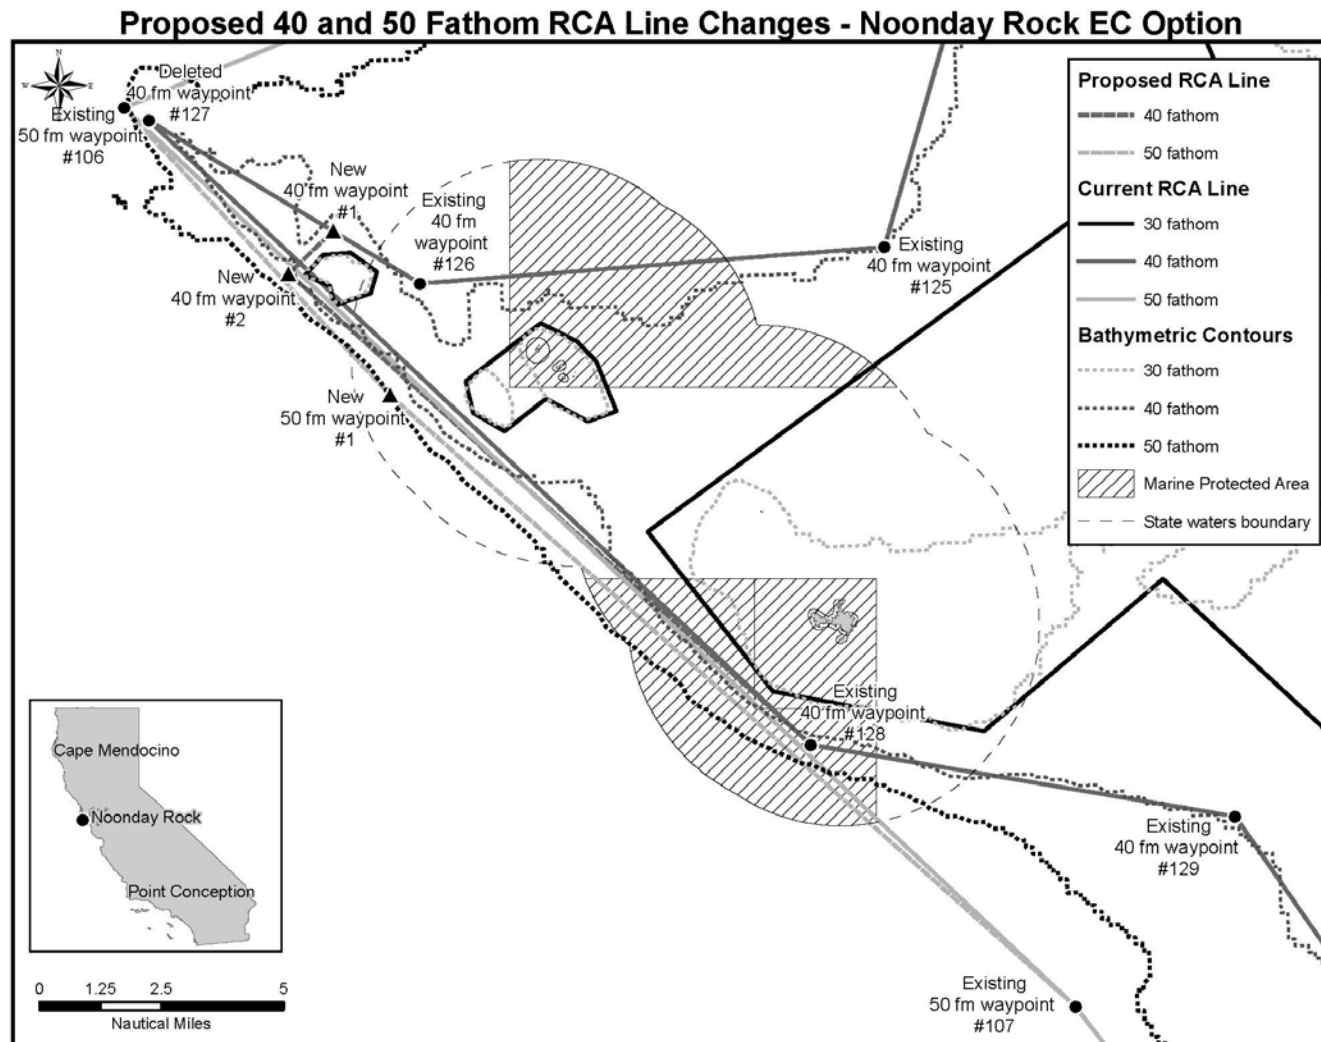 Proposed 40 and 50 Fathom RCA Line Changes - Noonday Rock EC Option
N
W
E
S
Deleted
40 fm waypoint
#127
Existing
50 fm waypoint
#106
New
40 fm waypoint
#1
Existing
40 fm
waypoint
#126
Existing
40 fm waypoint
#125
New
40 fm waypoint
#2
New
50 fm waypoint
#1
Existing
40 fm waypoint
#128
Existing
40 fm waypoint
#129
Existing
50 fm waypoint
#107
Proposed RCA Line
40 fathom
50 fathom
Current RCA Line
30 fathom
40 fathom
50 fathom
Bathymetric Contours
30 fathom
40 fathom
50 fathom
Marine Protected Area
State waters boundary
Cape Mendocino
Noonday Rock
Point Conception
0 1.25 2.5 5
Nautical Miles